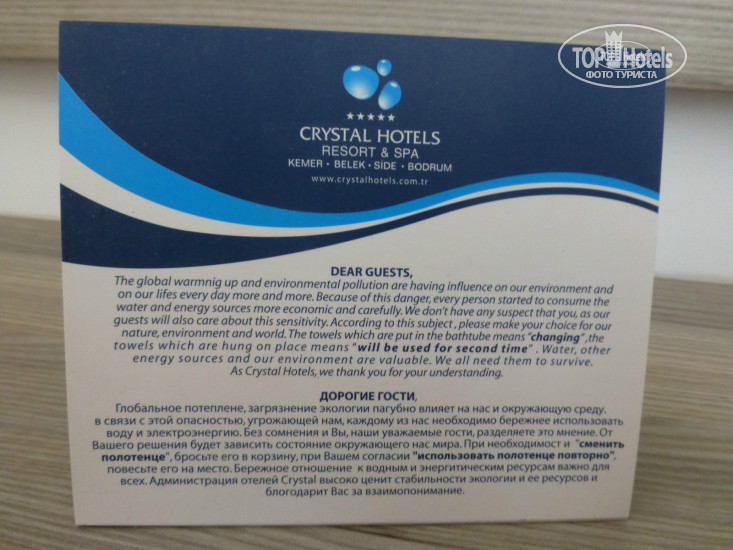 TOP Hotels
ФОТО ТУРИСТА
★★★★★
CRYSTAL HOTELS
RESORT & SPA
KEMER • BELEK • SİDE • BODRUM
www.crystalhotels.com.tr
DEAR GUESTS,
The global warmnig up and environmental pollution are having influence on our environment and
on our lifes every day more and more. Because of this danger, every person started to consume the
water and energy sources more economic and carefully. We don't have any suspect that you, as our
guests will also care about this sensitivity. According to this subject , please make your choice for our
nature, environment and world. The towels which are put in the bathtube means "changing" ,the
towels which are hung on place means "will be used for second time" . Water, other
energy sources and our environment are valuable. We all need them to survive.
As Crystal Hotels, we thank you for your understanding.
ДОРОГИЕ ГОСТИ,
Глобальное потеплене, загрязнение экологии пагубно влияет на нас и окружающую среду.
в связи с этой опасностью, угрожающей нам, каждому из нас необходимо бережнее использовать
воду и электроэнергию. Без сомнения и Вы, наши уважаемые гости, разделяете это мнение. От
Вашего решения будет зависить состояние окружающего нас мира. При необходимост и "сменить
полотенце", бросьте его в корзину, при Вашем согласии "использовать полотенце повторно",
повесьте его на место. Бережное отношение к водным и энергитическим ресурсам важно для
всех. Администрация отелей Crystal высоко ценит стабильности экологии и ее ресурсов и
блогодарит Вас за взаимопонимание.